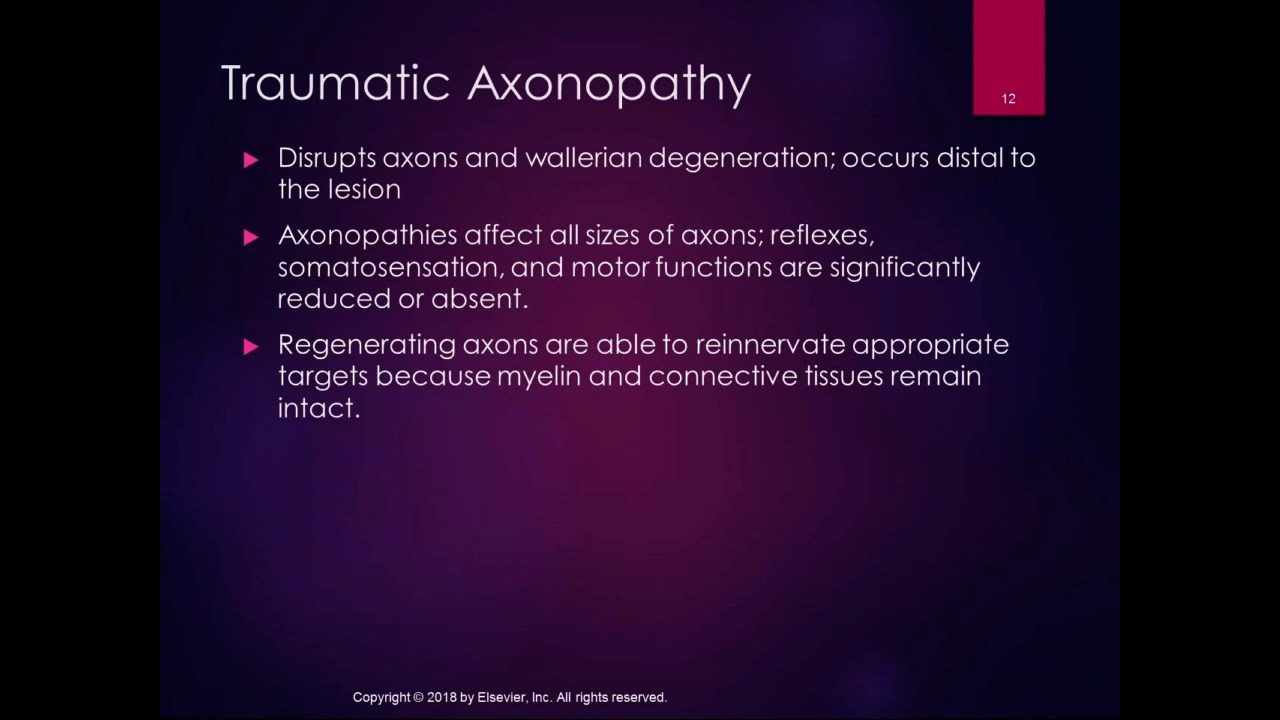 Traumatic Axonopathy
12
Disrupts axons and wallerian degeneration; occurs distal to
the lesion
Axonopathies affect all sizes of axons; reflexes,
somatosensation, and motor functions are significantly
reduced or absent.
Regenerating axons are able to reinnervate appropriate
targets because myelin and connective tissues remain
intact.
Copyright © 2018 by Elsevier, Inc. All rights reserved.